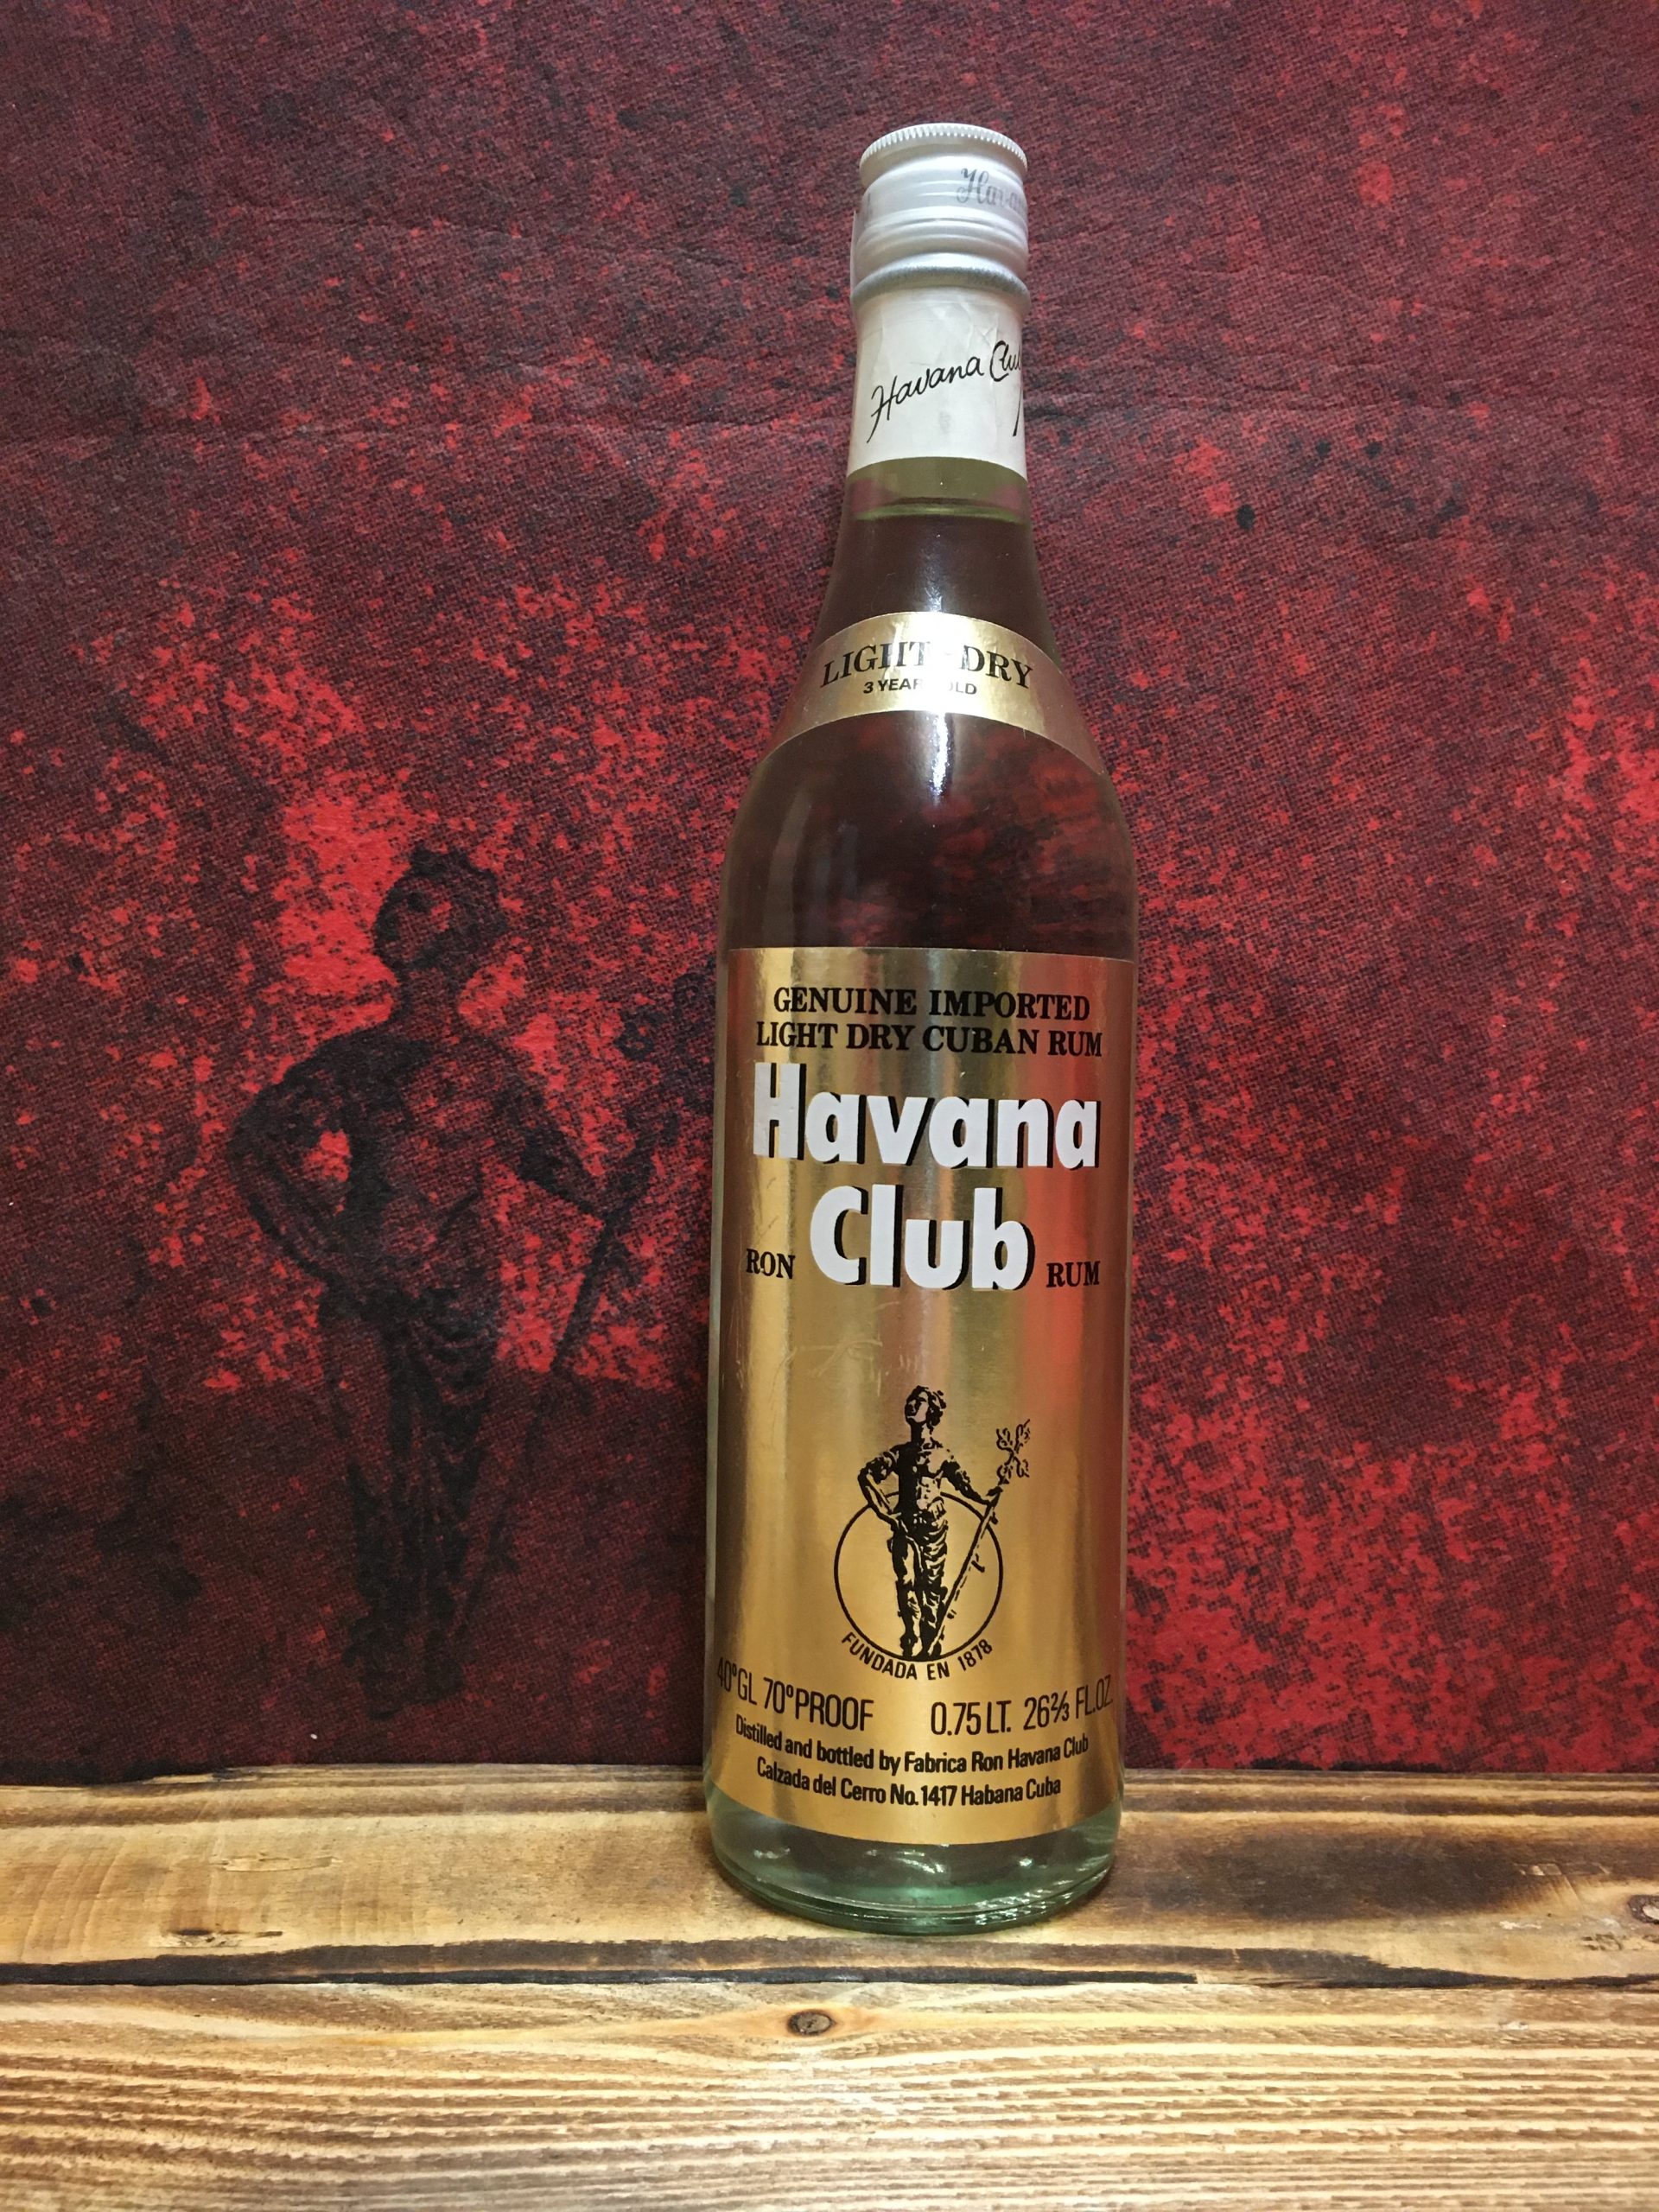 Havana Clu
LIGHT DRY
3 YEAR
GENUINE IMPORTED
LIGHT DRY CUBAN RUM
Havana
RON Club RUM
FUNDADA EN 1878
40°GL 70°PROOF 0.75 LT. 26⅔ FL.OZ.
Distilled and bottled by Fabrica Ron Havana Club
Calzada del Cerro No.1417 Habana Cuba